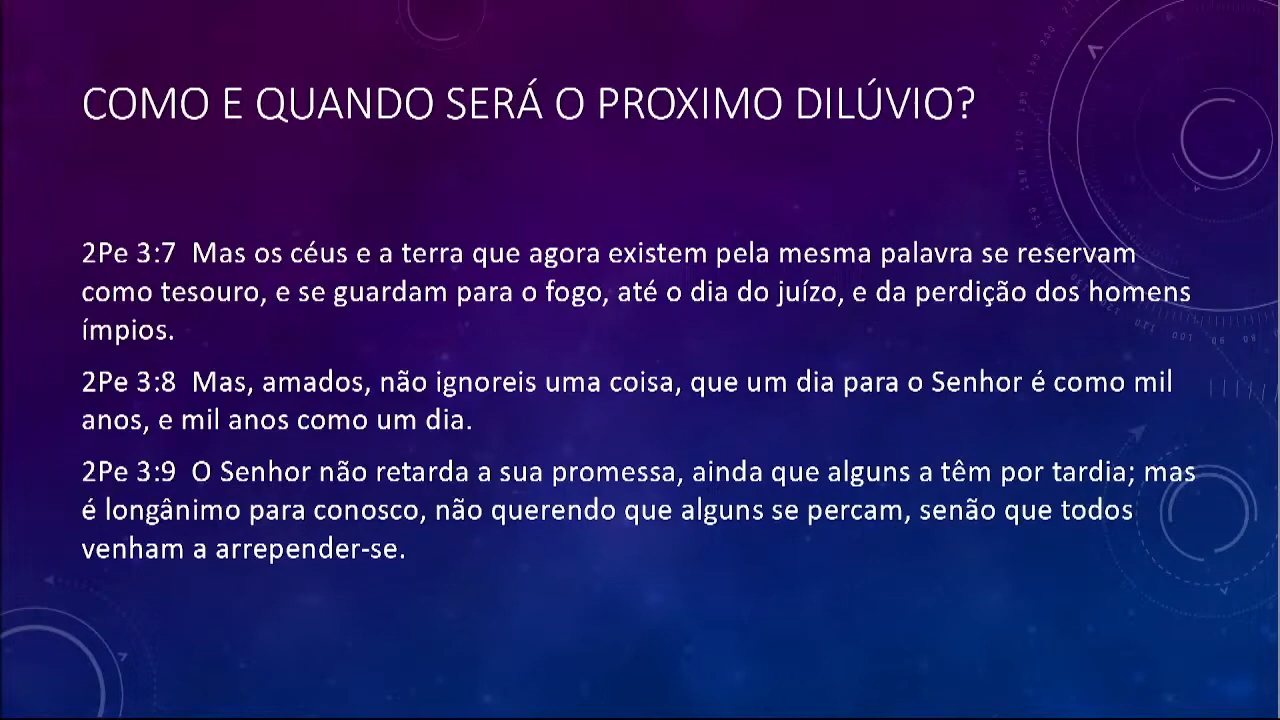 COMO E QUANDO SERÁ O PROXIMO DILÚVIO?
2Pe 3:7 Mas os céus e a terra que agora existem pela mesma palavra se reservam
como tesouro, e se guardam para o fogo, até o dia do juízo, e da perdição dos homens
ímpios.
2Pe 3:8 Mas, amados, não ignoreis uma coisa, que um dia para o Senhor é como mil
anos, e mil anos como um dia.
2Pe 3:9 O Senhor não retarda a sua promessa, ainda que alguns a têm por tardia; mas
é longânimo para conosco, não querendo que alguns se percam, senão que todos
venham a arrepender-se.